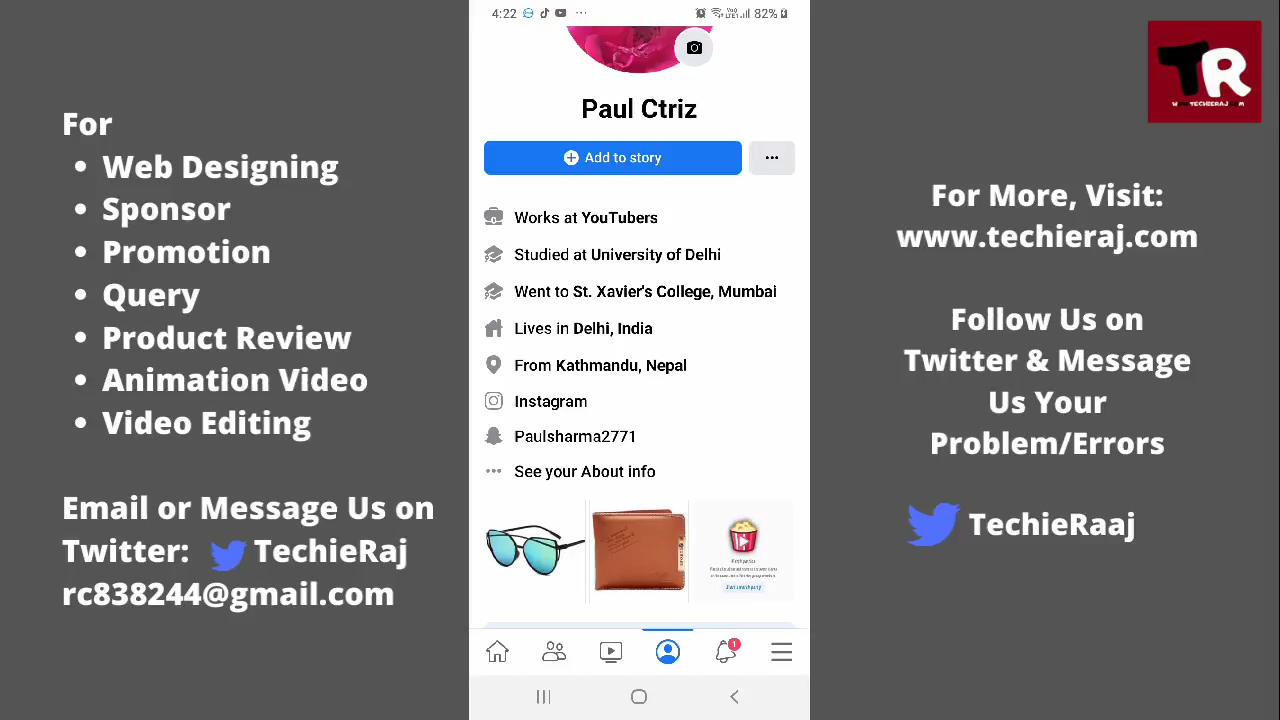 For
• Web Designing
• Sponsor
• Promotion
• Query
• Product Review
• Animation Video
• Video Editing
Email or Message Us on
Twitter: TechieRaj
rc838244@gmail.com
4:22
82%
Paul Ctriz
Add to story
Works at YouTubers
Studied at University of Delhi
Went to St. Xavier's College, Mumbai
Lives in Delhi, India
From Kathmandu, Nepal
Instagram
Paulsharma2771
See your About info
1
TR
WWW.TECHIERAJ.COM
For More, Visit:
www.techieraj.com
Follow Us on
Twitter & Message
Us Your
Problem/Errors
TechieRaaj